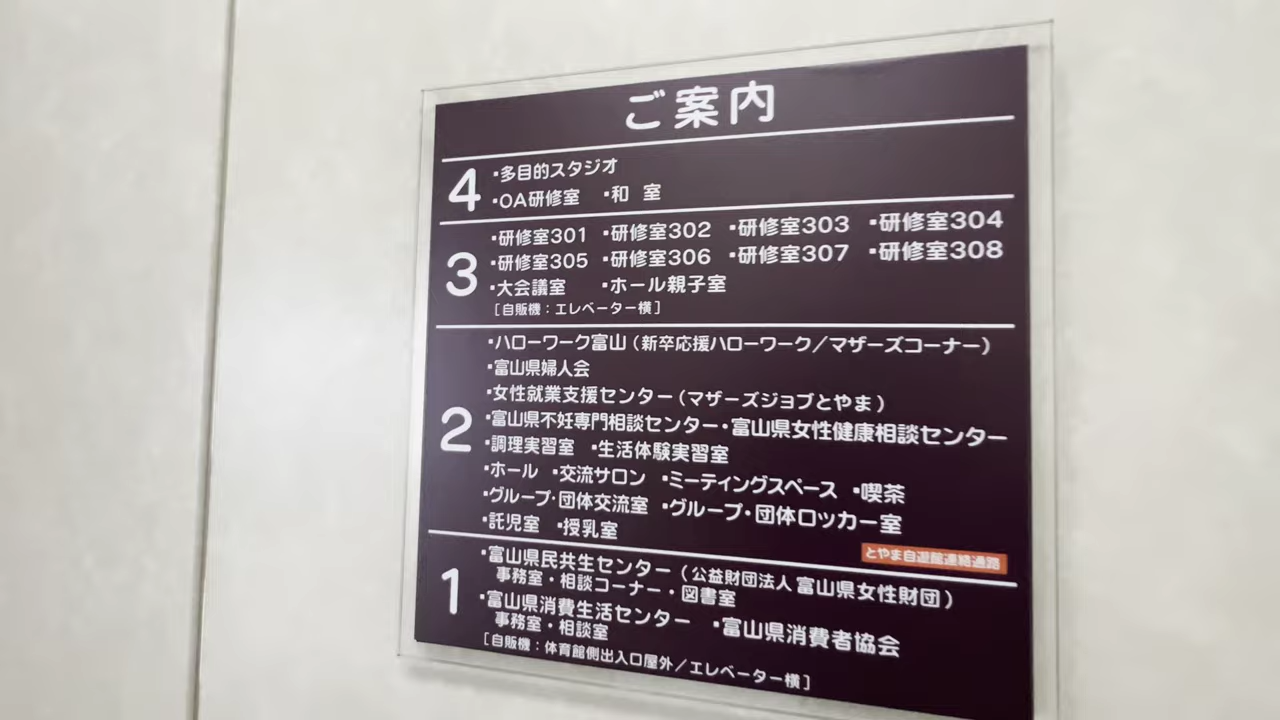 ご案内
4
・多目的スタジオ
・OA研修室 ・和 室
3
・研修室301 ・研修室302 ・研修室303 ・研修室304
・研修室305 ・研修室306 ・研修室307 ・研修室308
・大会議室 ・ホール親子室
[自販機：エレベーター横]
2
・ハローワーク富山（新卒応援ハローワーク／マザーズコーナー）
・富山県婦人会
・女性就業支援センター（マザーズジョブとやま）
・富山県不妊専門相談センター・富山県女性健康相談センター
・調理実習室 ・生活体験実習室
・ホール ・交流サロン ・ミーティングスペース ・喫茶
・グループ・団体交流室 ・グループ・団体ロッカー室
・託児室 ・授乳室
とやま自遊館連絡通路
1
・富山県民共生センター（公益財団法人 富山県女性財団）
事務室・相談コーナー・図書室
・富山県消費生活センター ・富山県消費者協会
事務室・相談室
[自販機：体育館側出入口屋外／エレベーター横]